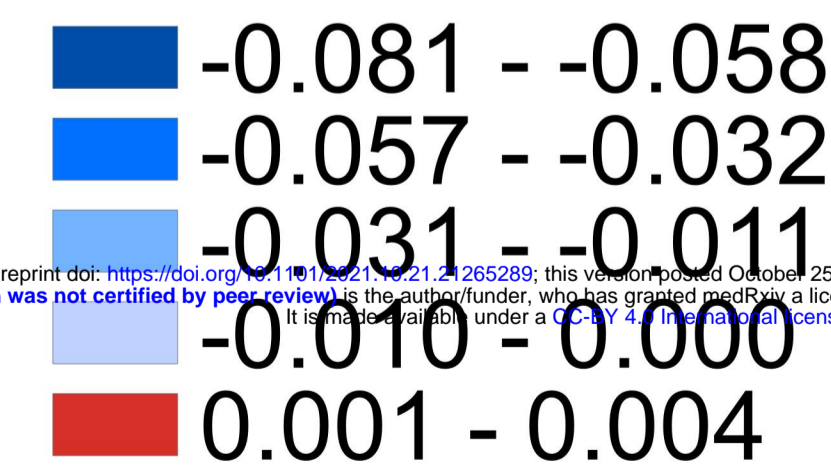 -0.081 - -0.058
-0.057 - -0.032
-0.031 - -0.011
reprint doi: https://doi.org/10.1101/2021.10.21.21265289; this version posted October 25
was not certified by peer review) is the author/funder, who has granted medRxiv a lice
It is made available under a CC-BY 4.0 International licens
-0.010 - 0.000
0.001 - 0.004